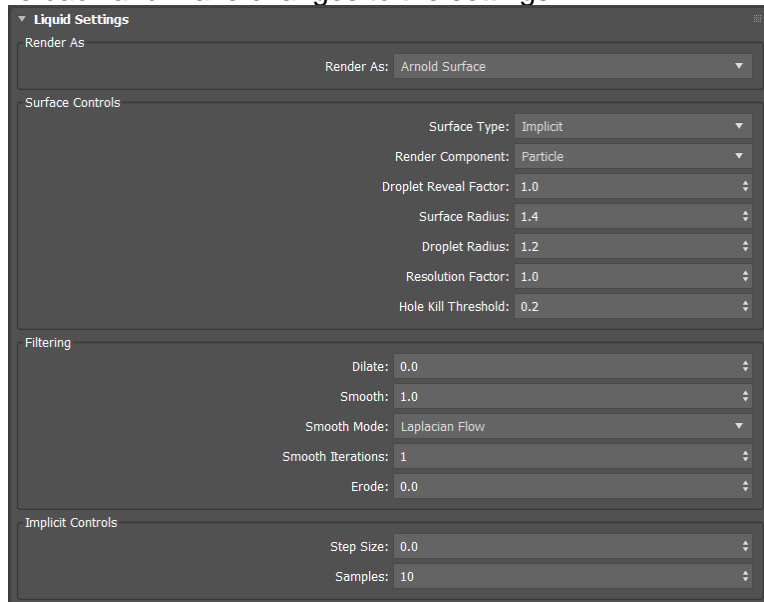 Liquid Settings
Render As
Render As: Arnold Surface
Surface Controls
Surface Type: Implicit
Render Component: Particle
Droplet Reveal Factor: 1.0
Surface Radius: 1.4
Droplet Radius: 1.2
Resolution Factor: 1.0
Hole Kill Threshold: 0.2
Filtering
Dilate: 0.0
Smooth: 1.0
Smooth Mode: Laplacian Flow
Smooth Iterations: 1
Erode: 0.0
Implicit Controls
Step Size: 0.0
Samples: 10